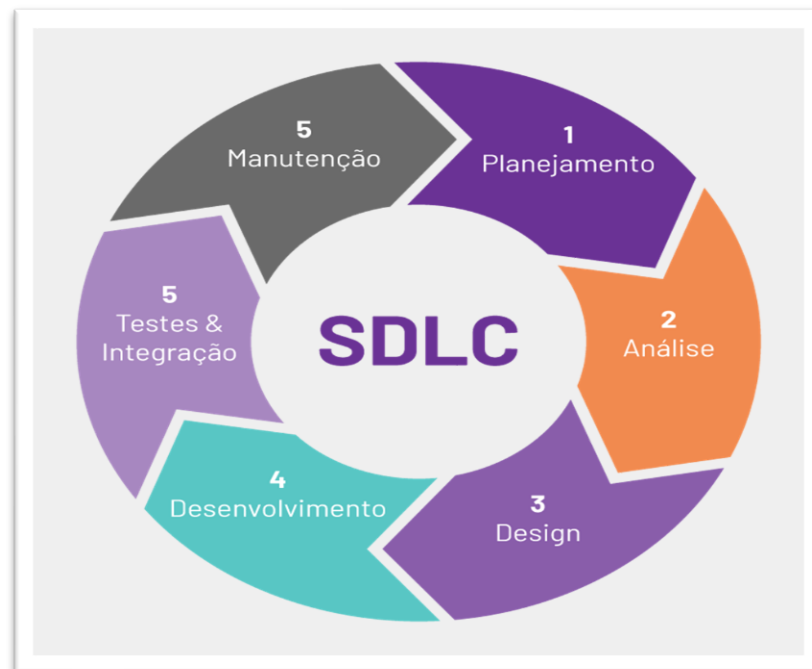 SDLC
1
Planejamento
2
Análise
3
Design
4
Desenvolvimento
5
Testes &
Integração
5
Manutenção